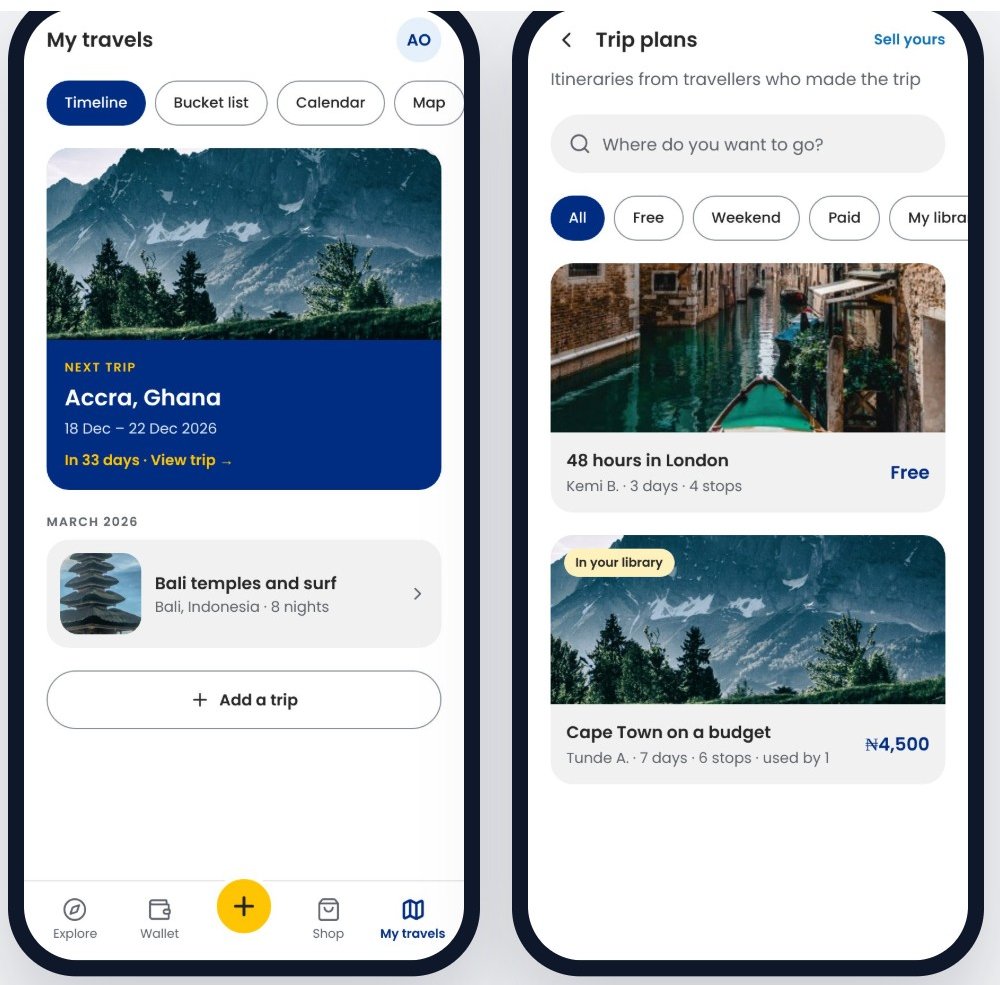 My travels
AO
Timeline
Bucket list
Calendar
Map
NEXT TRIP
Accra, Ghana
18 Dec – 22 Dec 2026
In 33 days · View trip →
MARCH 2026
Bali temples and surf
Bali, Indonesia · 8 nights
+ Add a trip
Explore
Wallet
Shop
My travels
Trip plans
Sell yours
Itineraries from travellers who made the trip
Where do you want to go?
All
Free
Weekend
Paid
My librar
48 hours in London
Kemi B. · 3 days · 4 stops
Free
In your library
Cape Town on a budget
Tunde A. · 7 days · 6 stops · used by 1
₦4,500